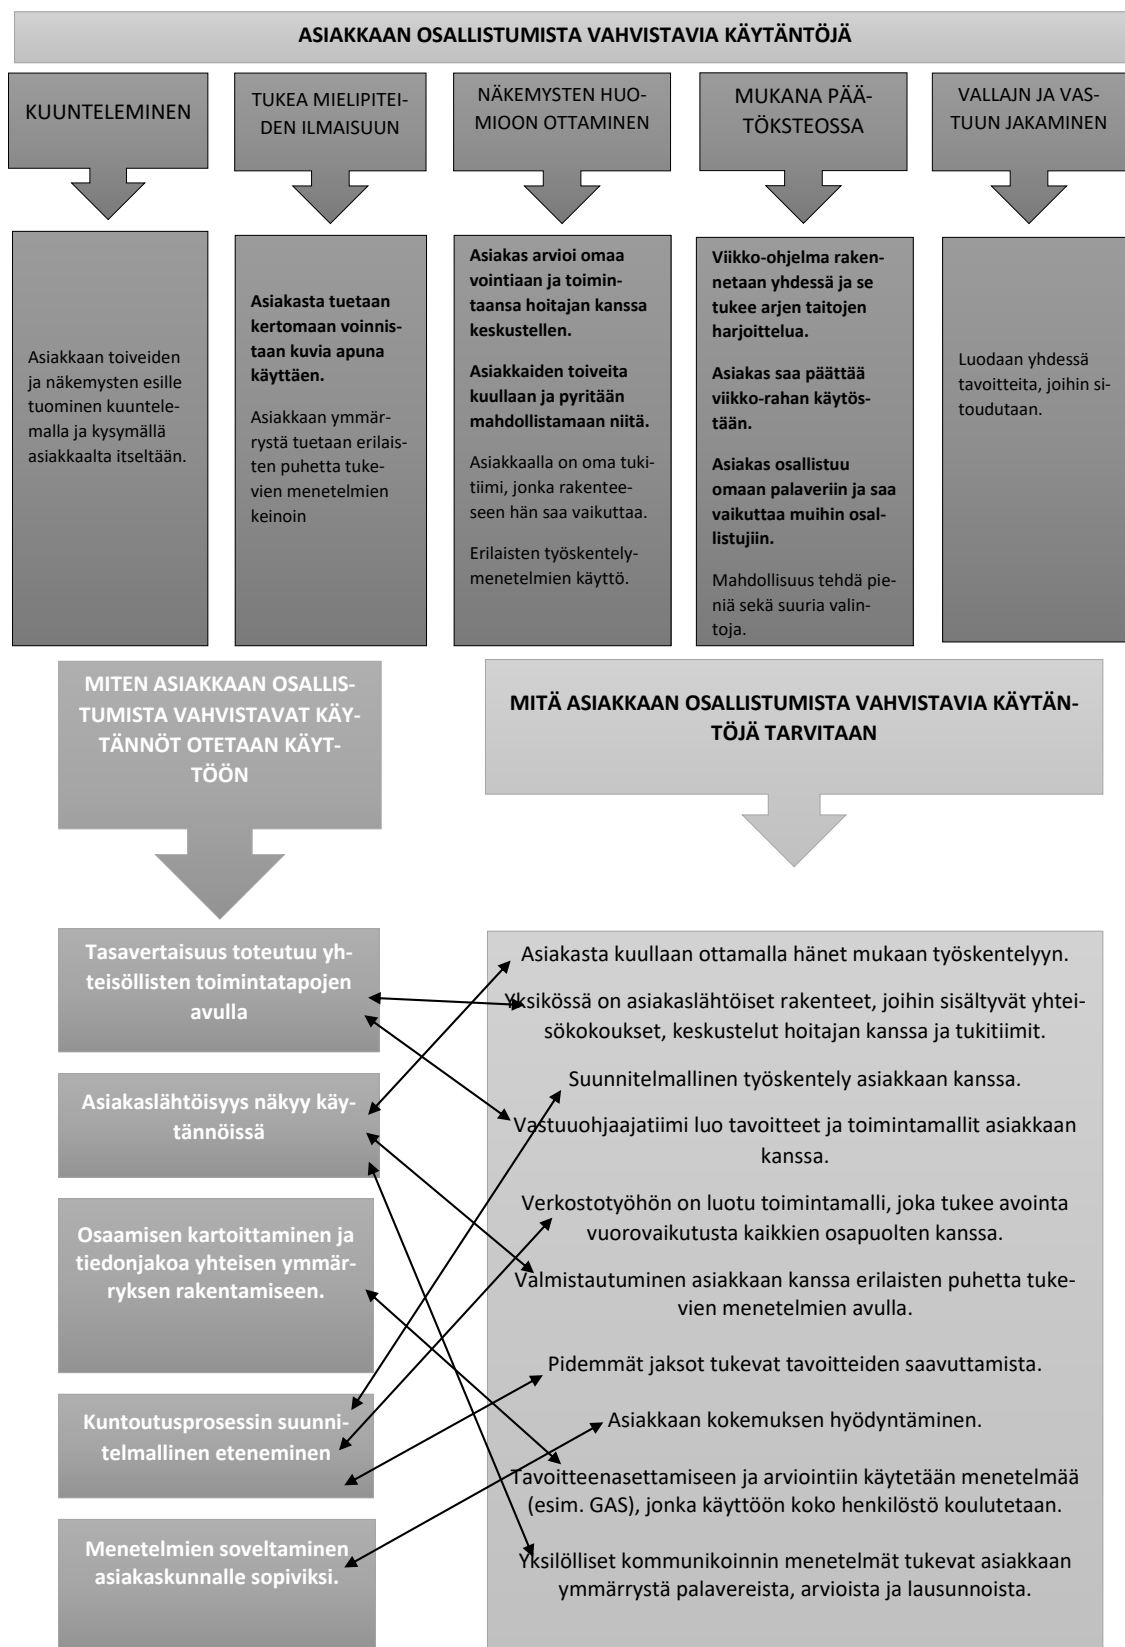 ASIAKKAAN OSALLISTUMISTA VAHVISTAVIA KÄYTÄNTÖJÄ
KUUNTELEMINEN
TUKEA MIELIPITEI-
DEN ILMAISUUN
NÄKEMYSTEN HUO-
MIOON OTTAMINEN
MUKANA PÄÄ-
TÖKSTEOSSA
VALLAJN JA VAS-
TUUN JAKAMINEN
Asiakkaan toiveiden
ja näkemysten esille
tuominen kuuntele-
malla ja kysymällä
asiakkaalta itseltään.
Asiakasta tuetaan
kertomaan voinnis-
taan kuvia apuna
käyttäen.
Asiakkaan ymmär-
rystä tuetaan erilais-
ten puhetta tuke-
vien menetelmien
keinoin
Asiakas arvioi omaa
vointiaan ja toimin-
taansa hoitajan kanssa
keskustellen.
Asiakkaiden toiveita
kuullaan ja pyritään
mahdollistamaan niitä.
Asiakkaalla on oma tuki-
tiimi, jonka rakentee-
seen hän saa vaikuttaa.
Erilaisten työskentely-
menetelmien käyttö.
Viikko-ohjelma raken-
netaan yhdessä ja se
tukee arjen taitojen
harjoittelua.
Asiakas saa päättää
viikko-rahan käytös-
tään.
Asiakas osallistuu
omaan palaveriin ja saa
vaikuttaa muihin osal-
listujiin.
Mahdollisuus tehdä pie-
niä sekä suuria valin-
toja.
Luodaan yhdessä
tavoitteita, joihin si-
toudutaan.
MITEN ASIAKKAAN OSALLIS-
TUMISTA VAHVISTAVAT KÄY-
TÄNNÖT OTETAAN KÄYT-
TÖÖN
Tasavertaisuus toteutuu yh-
teisöllisten toimintatapojen
avulla
Asiakaslähtöisyys näkyy käy-
tännöissä
Osaamisen kartoittaminen ja
tiedonjakoa yhteisen ymmär-
ryksen rakentamiseen.
Kuntoutusprosessin suunni-
telmallinen eteneminen
Menetelmien soveltaminen
asiakaskunnalle sopiviksi.
MITÄ ASIAKKAAN OSALLISTUMISTA VAHVISTAVIA KÄYTÄN-
TÖJÄ TARVITAAN
Asiakasta kuullaan ottamalla hänet mukaan työskentelyyn.
Yksikössä on asiakaslähtöiset rakenteet, joihin sisältyvät yhtei-
sökokoukset, keskustelut hoitajan kanssa ja tukitiimit.
Suunnitelmallinen työskentely asiakkaan kanssa.
Vastuuohjaajatiimi luo tavoitteet ja toimintamallit asiakkaan
kanssa.
Verkostotyöhön on luotu toimintamalli, joka tukee avointa
vuorovaikutusta kaikkien osapuolten kanssa.
Valmistautuminen asiakkaan kanssa erilaisten puhetta tuke-
vien menetelmien avulla.
Pidemmät jaksot tukevat tavoitteiden saavuttamista.
Asiakkaan kokemuksen hyödyntäminen.
Tavoitteenasettamiseen ja arviointiin käytetään menetelmää
(esim. GAS), jonka käyttöön koko henkilöstö koulutetaan.
Yksilölliset kommunikoinnin menetelmät tukevat asiakkaan
ymmärrystä palavereista, arvioista ja lausunnoista.